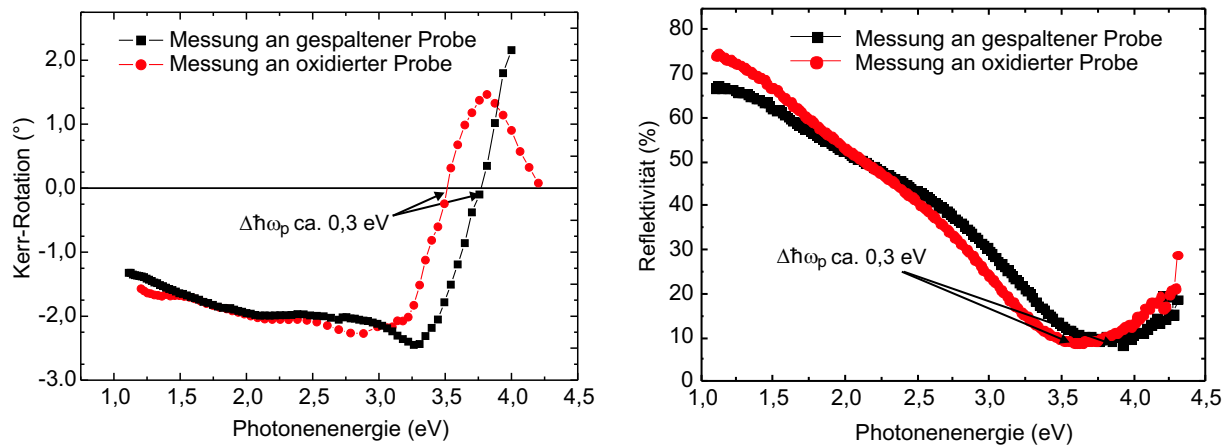 Messung an gespaltener Probe
Messung an oxidierter Probe
2,0
1,0
0,0
-1,0
-2,0
-3,0
Kerr-Rotation (°)
Δħωp ca. 0,3 eV
1,0 1,5 2,0 2,5 3,0 3,5 4,0 4,5
Photonenenergie (eV)
Messung an gespaltener Probe
Messung an oxidierter Probe
80
70
60
50
40
30
20
10
0
Reflektivität (%)
Δħωp ca. 0,3 eV
1,0 1,5 2,0 2,5 3,0 3,5 4,0 4,5
Photonenenergie (eV)